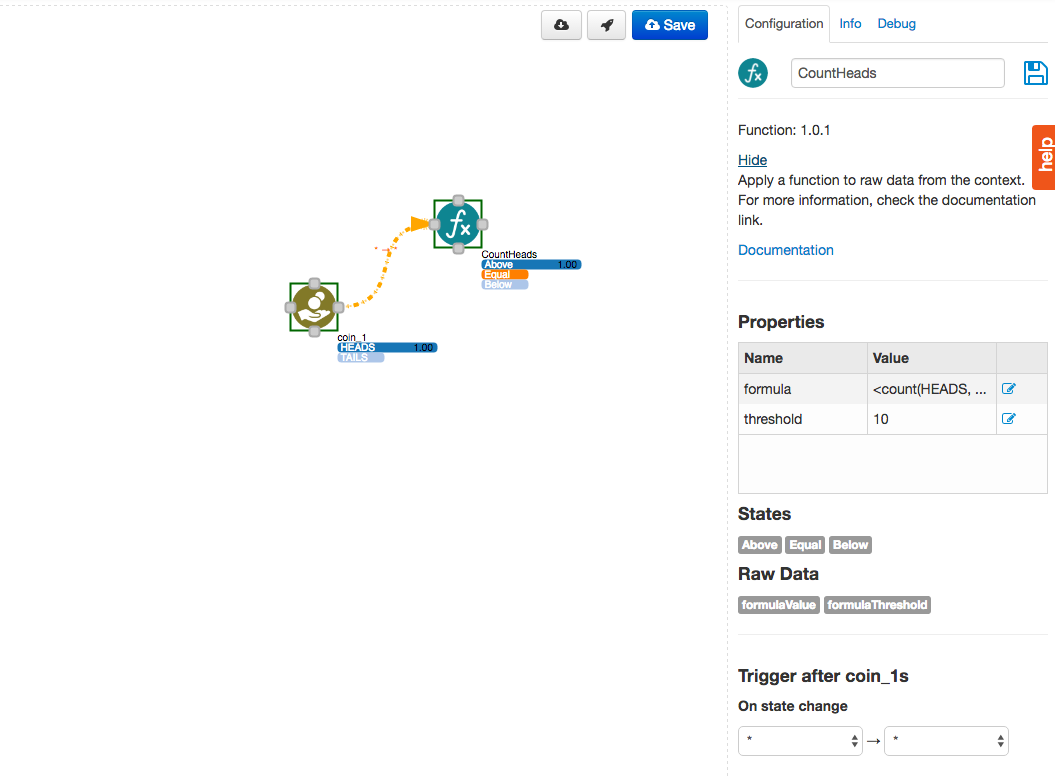 Save
Configuration Info Debug
CountHeads
Function: 1.0.1
help
Hide
Apply a function to raw data from the context.
For more information, check the documentation
link.
Documentation
CountHeads
Above 1.00
Equal
Below
coin_1
HEADS 1.00
TAILS
Properties
Name Value
formula <count(HEADS, ...
threshold 10
States
Above Equal Below
Raw Data
formulaValue formulaThreshold
Trigger after coin_1s
On state change
* → *